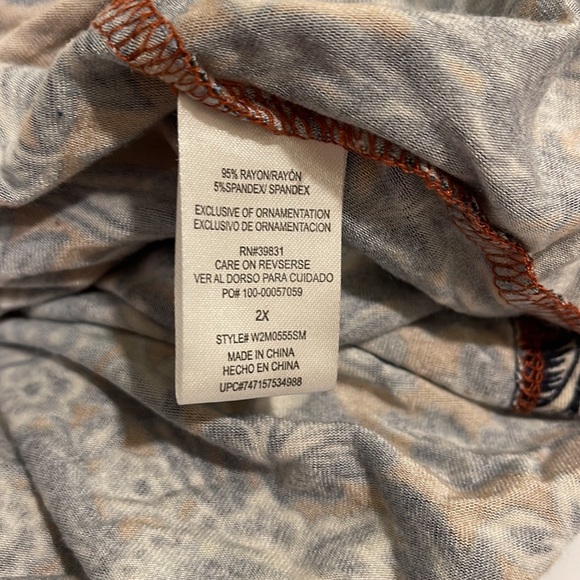 95% RAYON/RAYÓN
5%SPANDEX/ SPANDEX
EXCLUSIVE OF ORNAMENTATION
EXCLUSIVO DE ORNAMENTACION
RN#39831
CARE ON REVSERSE
VER AL DORSO PARA CUIDADO
PO# 100-00057059
2X
STYLE# W2M0555SM
MADE IN CHINA
HECHO EN CHINA
UPC#747157534988